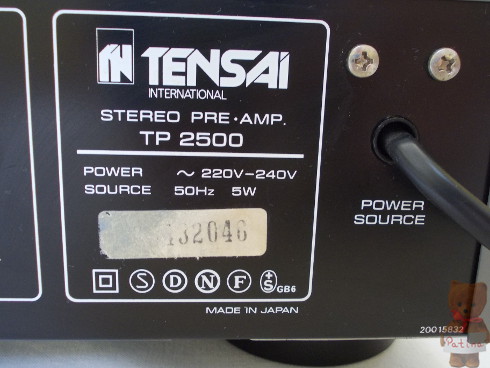 TENSAI
INTERNATIONAL
STEREO PRE·AMP.
TP 2500
POWER SOURCE ~ 220V-240V
50Hz 5W
132046
S D N F +S GB6
MADE IN JAPAN
POWER
SOURCE
20015832
Patina